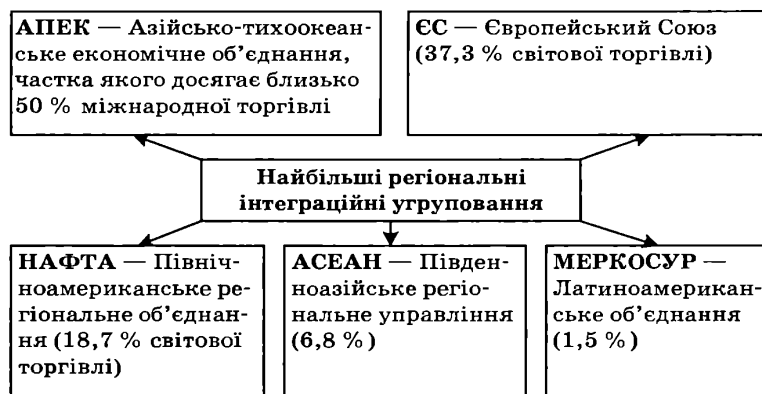 АПЕК — Азійсько-тихоокеан-
ське економічне об’єднання,
частка якого досягає близько
50 % міжнародної торгівлі
ЄС — Європейський Союз
(37,3 % світової торгівлі)
Найбільші регіональні
інтеграційні угруповання
НАФТА — Північ-
ноамериканське ре-
гіональне об’єднан-
ня (18,7 % світової
торгівлі)
АСЕАН — Півден-
ноазійське регіо-
нальне управління
(6,8 %)
МЕРКОСУР —
Латиноамерикан-
ське об’єднання
(1,5 %)